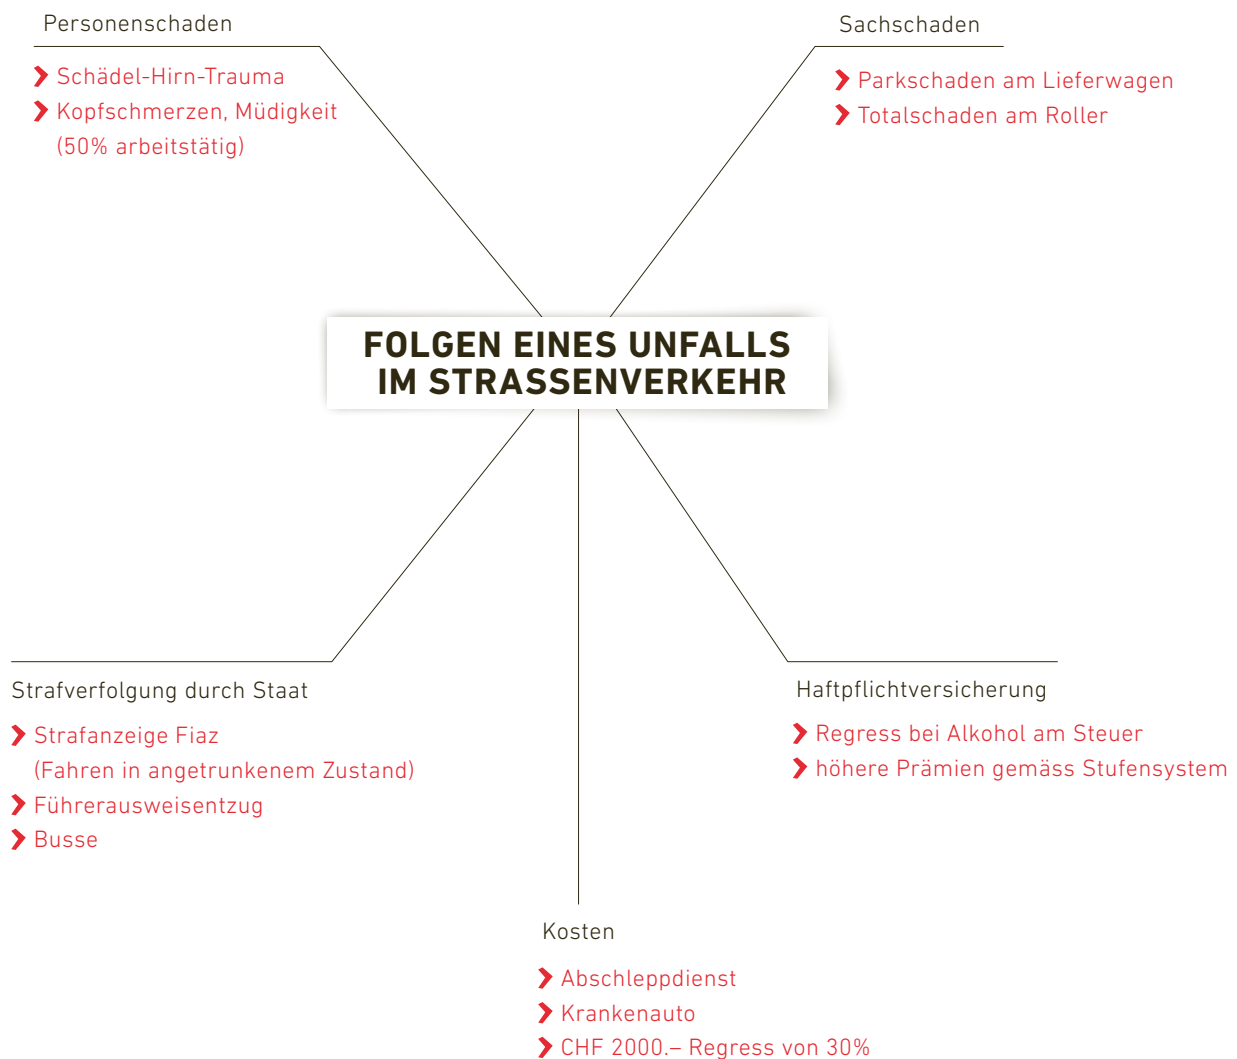 Personenschaden
Schädel-Hirn-Trauma
Kopfschmerzen, Müdigkeit
(50% arbeitstätig)
Sachschaden
Parkschaden am Lieferwagen
Totalschaden am Roller
FOLGEN EINES UNFALLS
IM STRASSENVERKEHR
Strafverfolgung durch Staat
Strafanzeige Fiaz
(Fahren in angetrunkenem Zustand)
Führerausweisentzug
Busse
Haftpflichtversicherung
Regress bei Alkohol am Steuer
höhere Prämien gemäss Stufensystem
Kosten
Abschleppdienst
Krankenauto
CHF 2000.– Regress von 30%